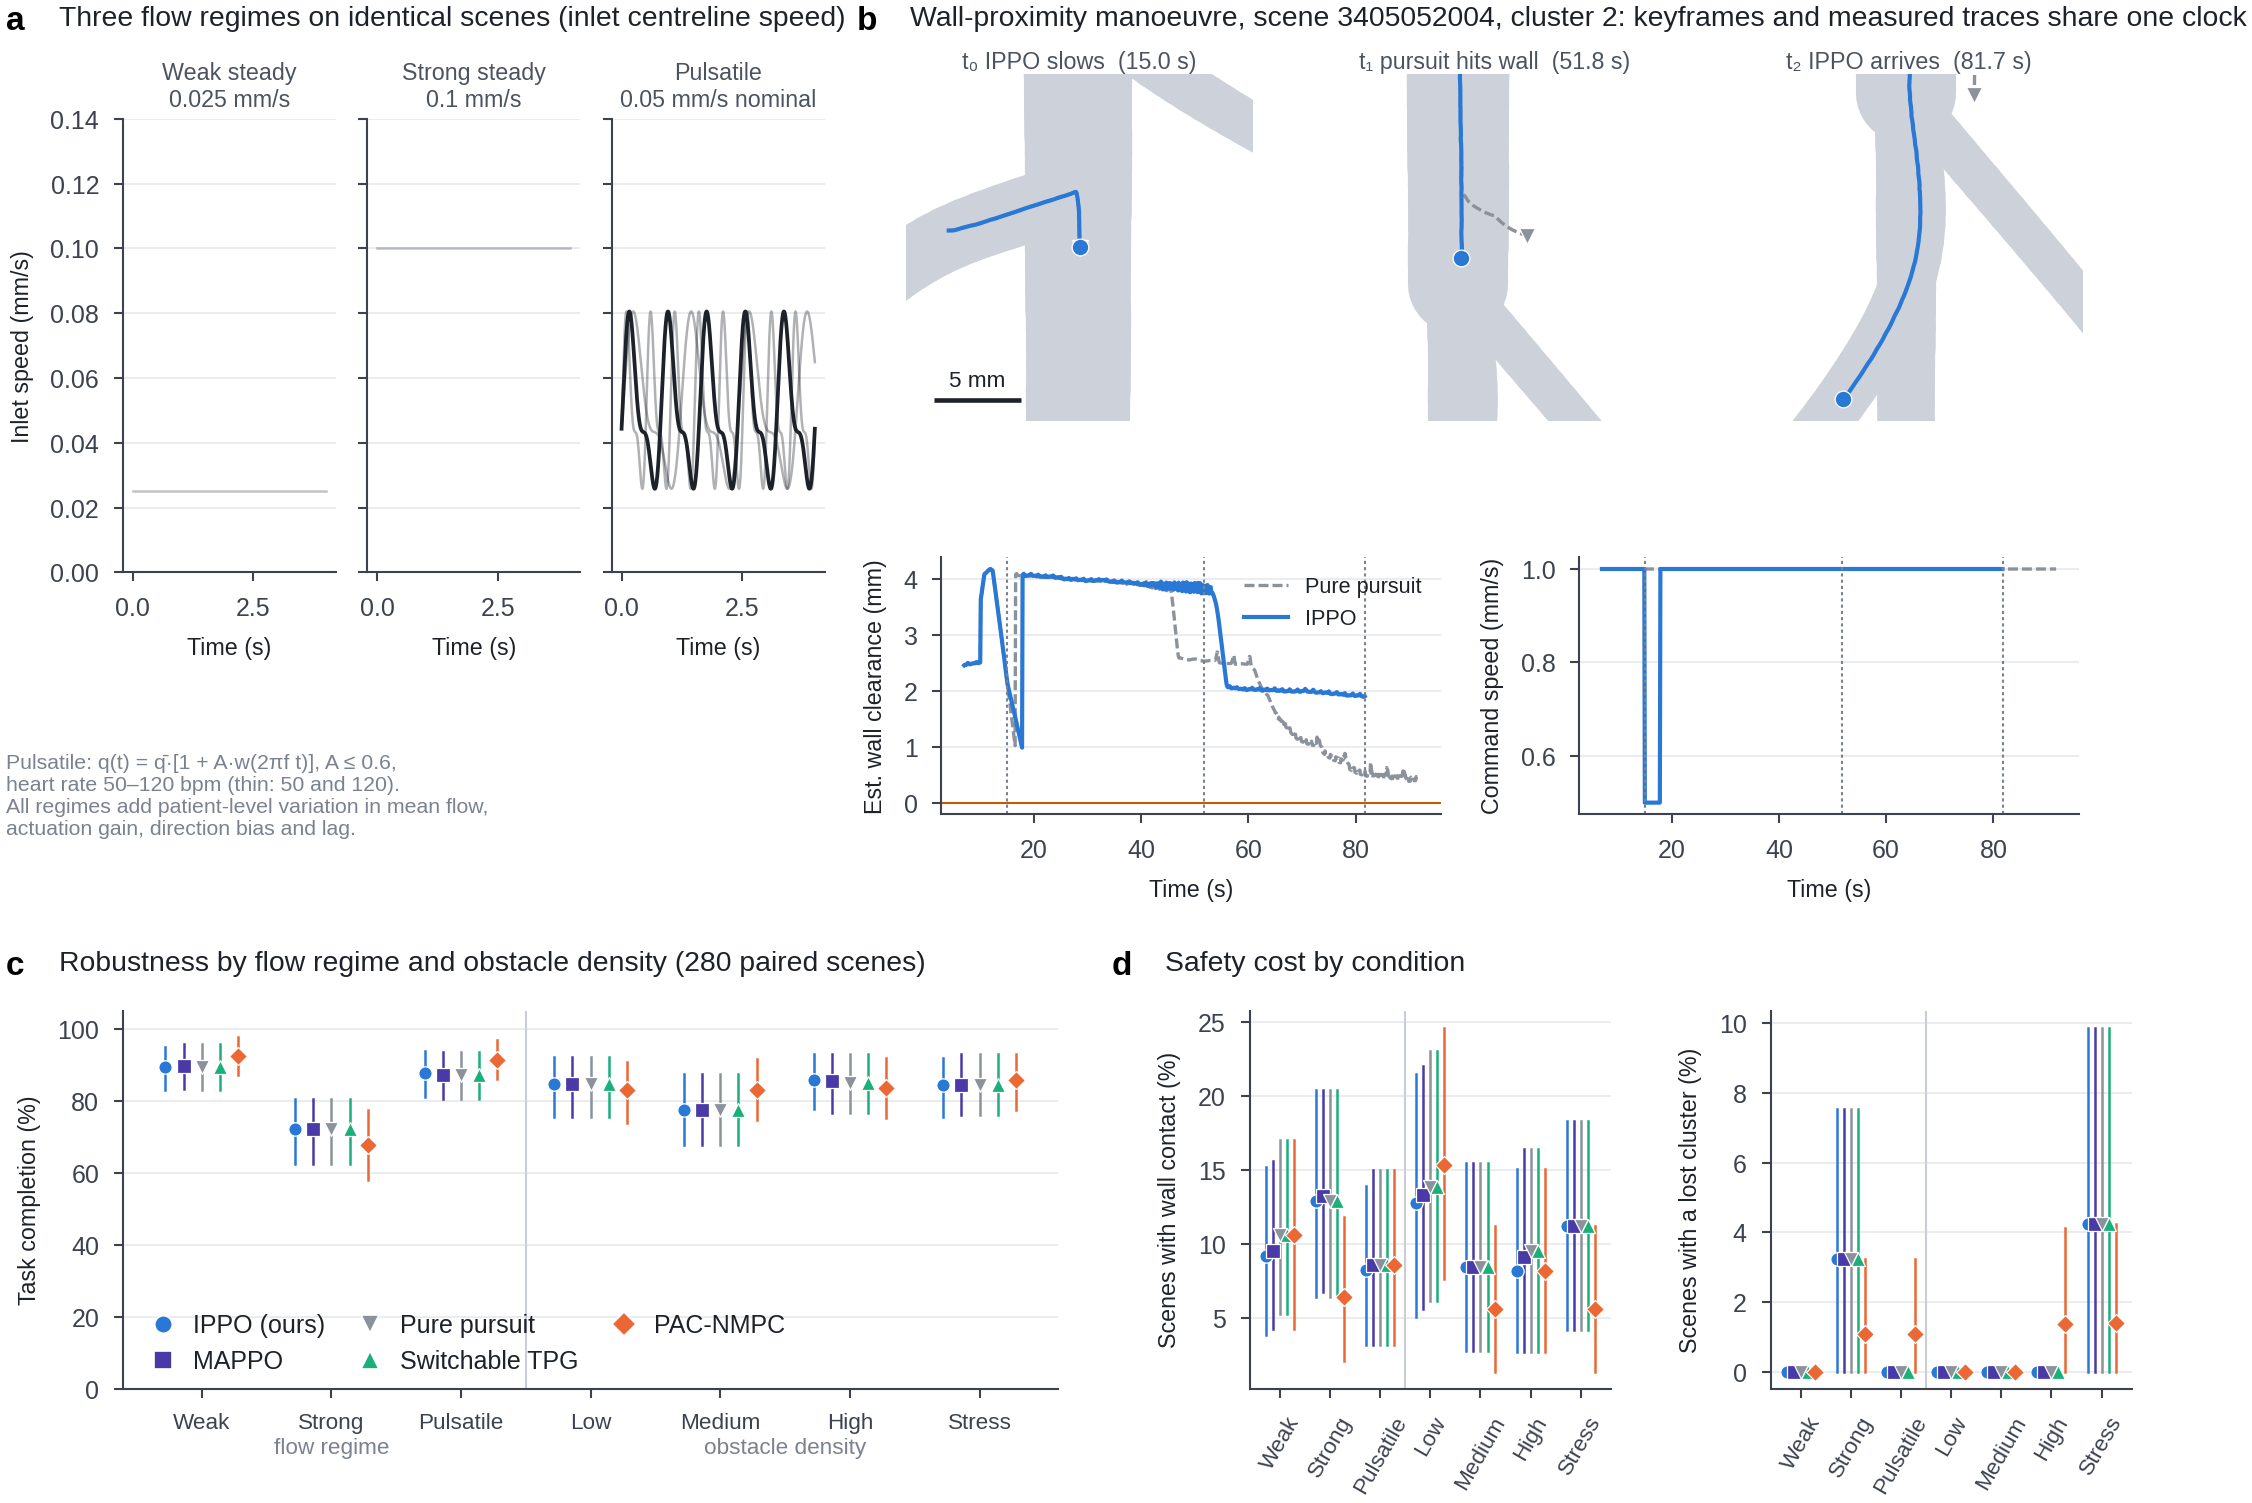 a Three flow regimes on identical scenes (inlet centreline speed)
Weak steady
0.025 mm/s
Strong steady
0.1 mm/s
Pulsatile
0.05 mm/s nominal
Inlet speed (mm/s)
0.14
0.12
0.10
0.08
0.06
0.04
0.02
0.00
0.0 2.5
0.0 2.5
0.0 2.5
Time (s)
Time (s)
Time (s)
Pulsatile: q(t) = q̄·[1 + A·w(2πf t)], A ≤ 0.6,
heart rate 50–120 bpm (thin: 50 and 120).
All regimes add patient-level variation in mean flow,
actuation gain, direction bias and lag.
b Wall-proximity manoeuvre, scene 3405052004, cluster 2: keyframes and measured traces share one clock
t₀ IPPO slows (15.0 s)
t₁ pursuit hits wall (51.8 s)
t₂ IPPO arrives (81.7 s)
5 mm
Est. wall clearance (mm)
4
3
2
1
0
Pure pursuit
IPPO
20 40 60 80
Time (s)
Command speed (mm/s)
1.0
0.8
0.6
20 40 60 80
Time (s)
c Robustness by flow regime and obstacle density (280 paired scenes)
Task completion (%)
100
80
60
40
20
0
IPPO (ours)
MAPPO
Pure pursuit
Switchable TPG
PAC-NMPC
Weak Strong Pulsatile Low Medium High Stress
flow regime obstacle density
d Safety cost by condition
Scenes with wall contact (%)
25
20
15
10
5
Weak Strong Pulsatile Low Medium High Stress
Scenes with a lost cluster (%)
10
8
6
4
2
0
Weak Strong Pulsatile Low Medium High Stress